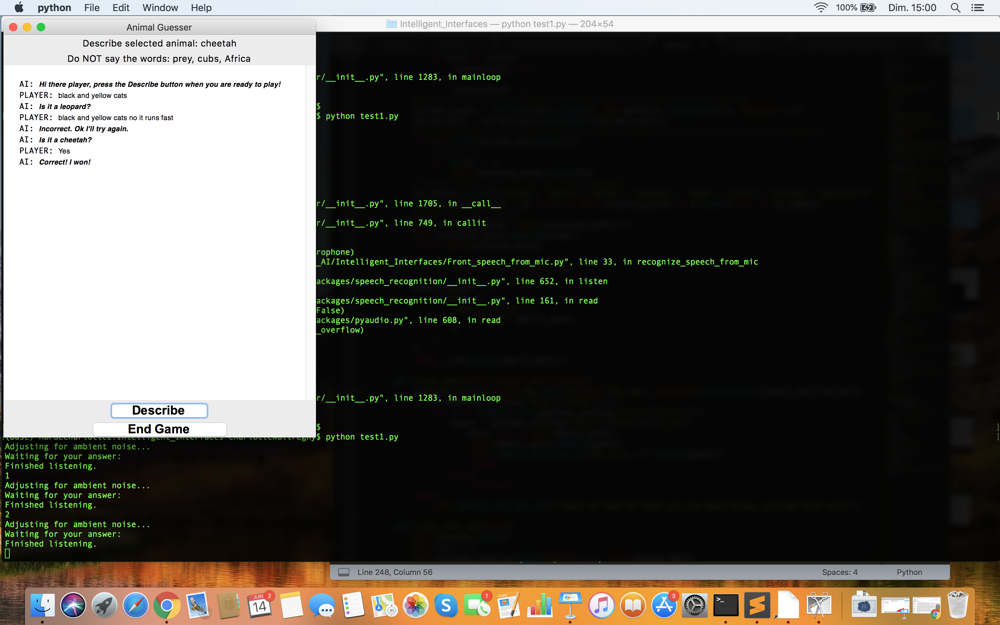 python File Edit Window Help 100% Dim. 15:00
Animal Guesser
Intelligent_Interfaces — python test1.py — 204×54
Describe selected animal: cheetah
Do NOT say the words: prey, cubs, Africa
AI: Hi there player, press the Describe button when you are ready to play!
PLAYER: black and yellow cats
AI: Is it a leopard?
PLAYER: black and yellow cats no it runs fast
AI: Incorrect. Ok I'll try again.
AI: Is it a cheetah?
PLAYER: Yes
AI: Correct! I won!
Describe
End Game
r/__init__.py", line 1283, in mainloop
$
$ python test1.py
]
r/__init__.py", line 1705, in __call__
r/__init__.py", line 749, in callit
rophone)
_AI/Intelligent_Interfaces/Front_speech_from_mic.py", line 33, in recognize_speech_from_mic
ackages/speech_recognition/__init__.py", line 652, in listen
ackages/speech_recognition/__init__.py", line 161, in read
False)
ackages/pyaudio.py", line 608, in read
_overflow)
r/__init__.py", line 1283, in mainloop
$ ]
$ python test1.py ]
Adjusting for ambient noise...
Waiting for your answer:
Finished listening.
1
Adjusting for ambient noise...
Waiting for your answer:
Finished listening.
2
Adjusting for ambient noise...
Waiting for your answer:
Finished listening.
Line 248, Column 56 Spaces: 4 Python
JUIN 2
14
3D
S
1
PAGES
3
>_